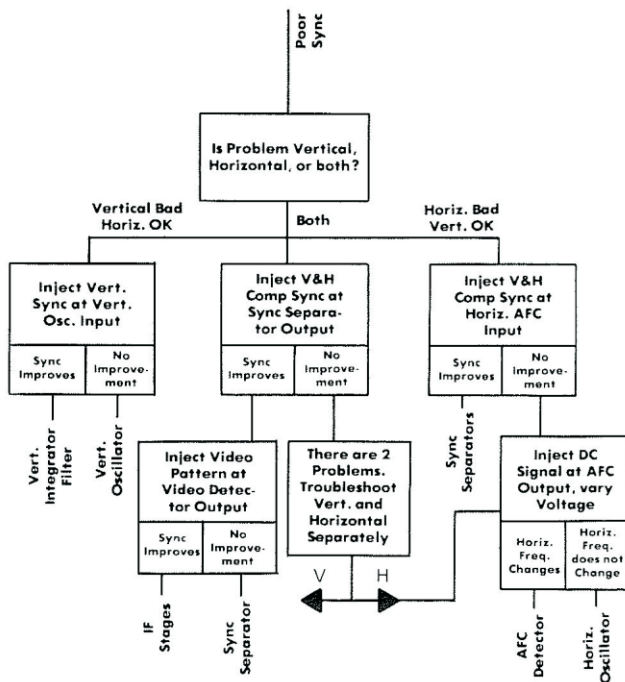 Poor
Sync
Is Problem Vertical,
Horizontal, or both?
Vertical Bad
Horiz. OK
Both
Horiz. Bad
Vert. OK
Inject Vert.
Sync at Vert.
Osc. Input
Sync
Improves
No
Improve-
ment
Vert.
Integrator
Filter
Vert.
Oscillator
Inject V&H
Comp Sync at
Sync Separa-
tor Output
Sync
Improves
No
Improve-
ment
Inject V&H
Comp Sync at
Horiz. AFC
Input
Sync
Improves
No
Improve-
ment
Sync
Separators
Inject Video
Pattern at
Video Detec-
tor Output
Sync
Improves
No
Improve-
ment
IF
Stages
Sync
Separator
There are 2
Problems.
Troubleshoot
Vert. and
Horizontal
Separately
V
H
Inject DC
Signal at AFC
Output, vary
Voltage
Horiz.
Freq.
Changes
Horiz.
Freq.
does not
Change
AFC
Detector
Horiz.
Oscillator